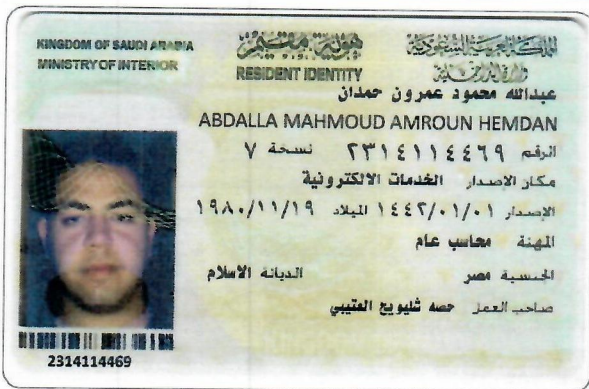 KINGDOM OF SAUDI ARABIA
MINISTRY OF INTERIOR
هوية مقيم
RESIDENT IDENTITY
المملكة العربية السعودية
وزارة الداخلية
عبدالله محمود عمرون حمدان
ABDALLA MAHMOUD AMROUN HEMDAN
الرقم ٢٣١٤١١٤٤٦٩ نسخة ٧
مكان الاصدار الخدمات الالكترونية
الإصدار ١٤٤٢/٠١/٠١ الميلاد ١٩٨٠/١١/١٩
المهنة محاسب عام
الجنسية مصر الديانة الاسلام
صاحب العمل حصه شليويح العتيبي
2314114469